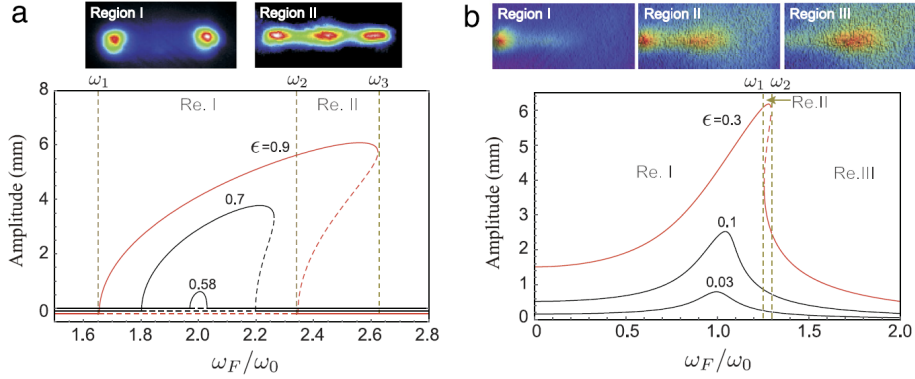 a
Region I
Region II
ω₁
ω₂
ω₃
Re. I
Re. II
8
6
4
2
0
Amplitude (mm)
ϵ=0.9
0.7
0.58
1.6
1.8
2.0
2.2
2.4
2.6
2.8
ω_F/ω₀
b
Region I
Region II
Region III
ω₁
ω₂
Re.II
Re. I
Re.III
6
5
4
3
2
1
0
Amplitude (mm)
ϵ=0.3
0.1
0.03
0.0
0.5
1.0
1.5
2.0
ω_F/ω₀